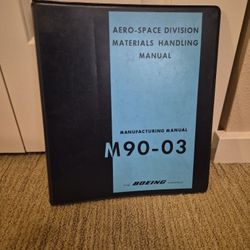 AERO-SPACE DIVISION
MATERIALS HANDLING
MANUAL
MANUFACTURING MANUAL
M90-03
BOEING